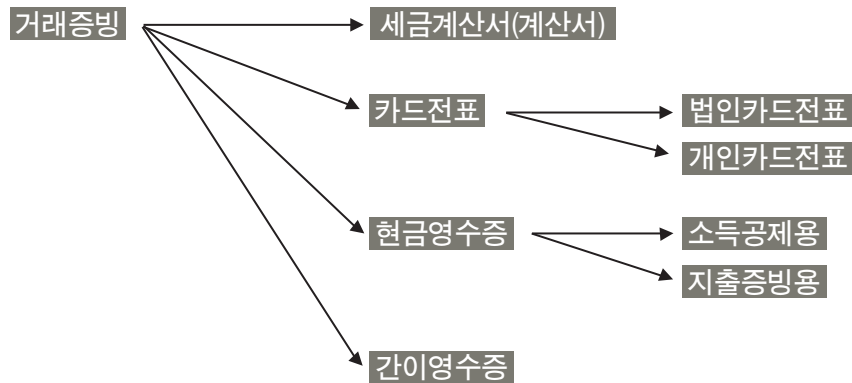 거래증빙
세금계산서(계산서)
카드전표
법인카드전표
개인카드전표
현금영수증
소득공제용
지출증빙용
간이영수증